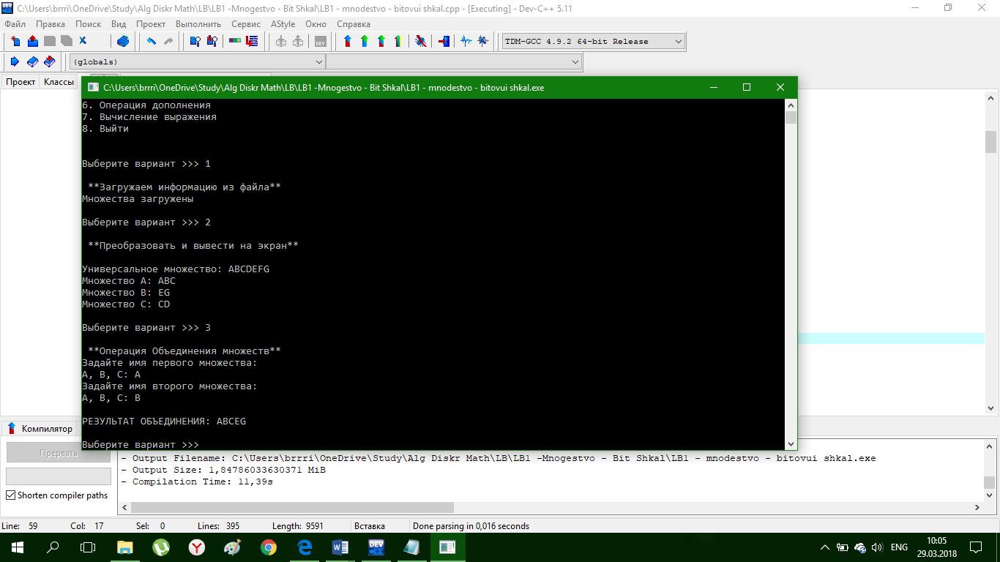 C:\Users\brrri\OneDrive\Study\Alg Diskr Math\LB\LB1 -Mnogestvo - Bit Shkal\LB1 - mnodestvo - bitovui shkal.cpp - [Executing] - Dev-C++ 5.11
Файл Правка Поиск Вид Проект Выполнить Сервис AStyle Окно Справка
TDM-GCC 4.9.2 64-bit Release
(globals)
Проект Классы
C:\Users\brrri\OneDrive\Study\Alg Diskr Math\LB\LB1 -Mnogestvo - Bit Shkal\LB1 - mnodestvo - bitovui shkal.exe
6. Операция дополнения
7. Вычисление выражения
8. Выйти
Выберите вариант >>> 1
**Загружаем информацию из файла**
Множества загружены
Выберите вариант >>> 2
**Преобразовать и вывести на экран**
Универсальное множество: ABCDEFG
Множество A: ABC
Множество B: EG
Множество C: CD
Выберите вариант >>> 3
**Операция Объединения множеств**
Задайте имя первого множества:
A, B, C: A
Задайте имя второго множества:
A, B, C: B
РЕЗУЛЬТАТ ОБЪЕДИНЕНИЯ: ABCEG
Выберите вариант >>>
Компилятор
Прервать
Shorten compiler paths
- Output Filename: C:\Users\brrri\OneDrive\Study\Alg Diskr Math\LB\LB1 -Mnogestvo - Bit Shkal\LB1 - mnodestvo - bitovui shkal.exe
- Output Size: 1,84786033630371 MiB
- Compilation Time: 11,39s
Line: 59 Col: 17 Sel: 0 Lines: 395 Length: 9591 Вставка Done parsing in 0,016 seconds
DEV
ENG
10:05
29.03.2018